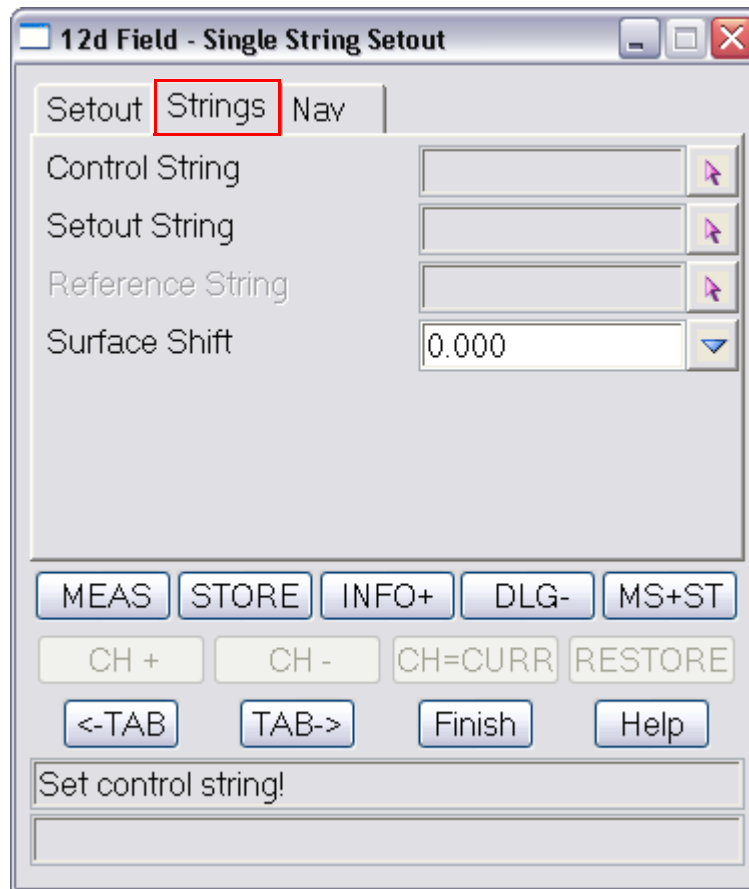 12d Field - Single String Setout
Setout Strings Nav
Control String
Setout String
Reference String
Surface Shift 0.000
MEAS STORE INFO+ DLG- MS+ST
CH + CH - CH=CURR RESTORE
<-TAB TAB-> Finish Help
Set control string!